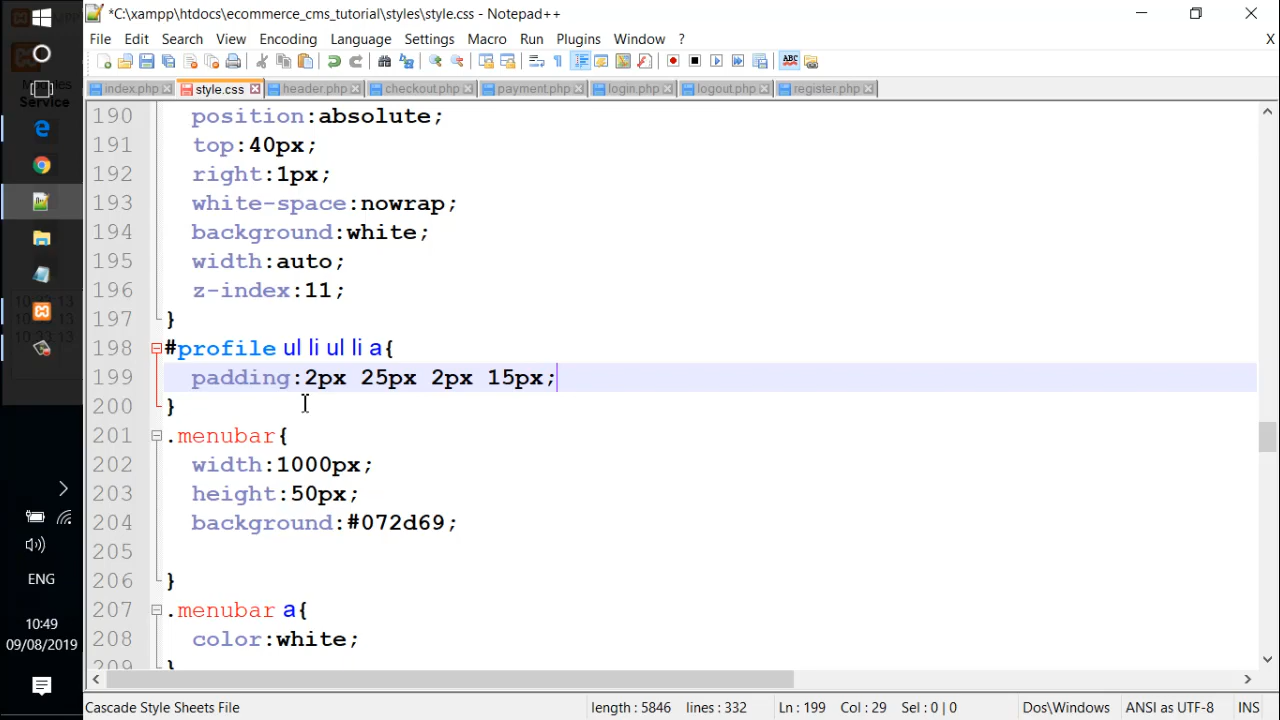 *C:\xampp\htdocs\ecommerce_cms_tutorial\styles\style.css - Notepad++
File Edit Search View Encoding Language Settings Macro Run Plugins Window ? X
index.php style.css header.php checkout.php payment.php login.php logout.php register.php
190 position:absolute;
191 top:40px;
192 right:1px;
193 white-space:nowrap;
194 background:white;
195 width:auto;
196 z-index:11;
197 }
198 #profile ul li ul li a{
199 padding:2px 25px 2px 15px;
200 }
201 .menubar{
202 width:1000px;
203 height:50px;
204 background:#072d69;
205
206 }
207 .menubar a{
208 color:white;
209 }
Cascade Style Sheets File length : 5846 lines : 332 Ln : 199 Col : 29 Sel : 0 | 0 Dos\Windows ANSI as UTF-8 INS
Modules
Service
ENG
10:49
09/08/2019